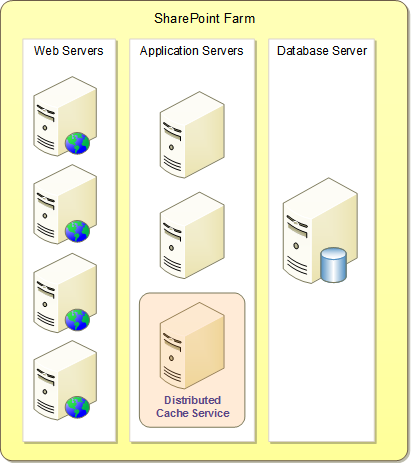 SharePoint Farm
Web Servers
Application Servers
Database Server
Distributed
Cache Service